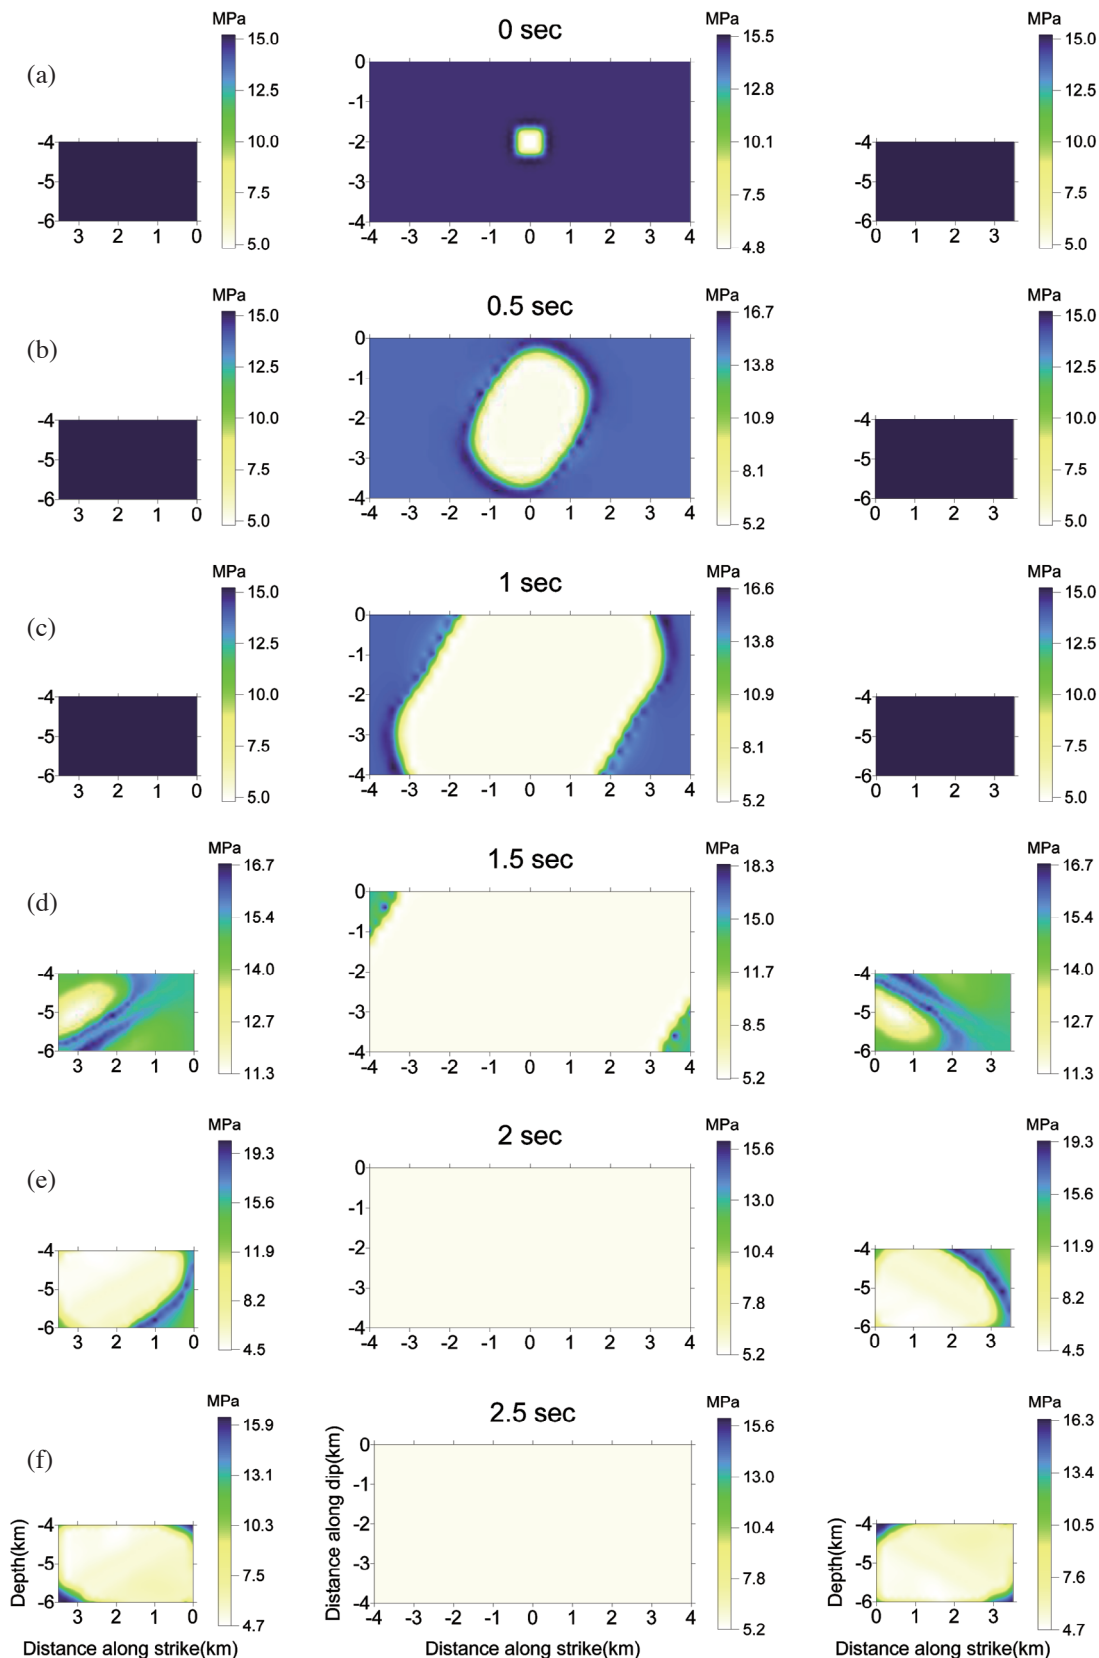 MPa
0 sec
MPa
MPa
(a)
15.0
12.5
10.0
7.5
5.0
-4
-5
-6
3 2 1 0
0
-1
-2
-3
-4
-4 -3 -2 -1 0 1 2 3 4
15.5
12.8
10.1
7.5
4.8
-4
-5
-6
0 1 2 3
15.0
12.5
10.0
7.5
5.0
MPa
0.5 sec
MPa
MPa
(b)
15.0
12.5
10.0
7.5
5.0
-4
-5
-6
3 2 1 0
0
-1
-2
-3
-4
-4 -3 -2 -1 0 1 2 3 4
16.7
13.8
10.9
8.1
5.2
-4
-5
-6
0 1 2 3
15.0
12.5
10.0
7.5
5.0
MPa
1 sec
MPa
MPa
(c)
15.0
12.5
10.0
7.5
5.0
-4
-5
-6
3 2 1 0
0
-1
-2
-3
-4
-4 -3 -2 -1 0 1 2 3 4
16.6
13.8
10.9
8.1
5.2
-4
-5
-6
0 1 2 3
15.0
12.5
10.0
7.5
5.0
MPa
1.5 sec
MPa
MPa
(d)
16.7
15.4
14.0
12.7
11.3
-4
-5
-6
3 2 1 0
0
-1
-2
-3
-4
-4 -3 -2 -1 0 1 2 3 4
18.3
15.0
11.7
8.5
5.2
-4
-5
-6
0 1 2 3
16.7
15.4
14.0
12.7
11.3
MPa
2 sec
MPa
MPa
(e)
19.3
15.6
11.9
8.2
4.5
-4
-5
-6
3 2 1 0
0
-1
-2
-3
-4
-4 -3 -2 -1 0 1 2 3 4
15.6
13.0
10.4
7.8
5.2
-4
-5
-6
0 1 2 3
19.3
15.6
11.9
8.2
4.5
MPa
2.5 sec
MPa
MPa
(f)
15.9
13.1
10.3
7.5
4.7
-4
-5
-6
3 2 1 0
Depth(km)
Distance along strike(km)
0
-1
-2
-3
-4
-4 -3 -2 -1 0 1 2 3 4
Distance along dip(km)
Distance along strike(km)
15.6
13.0
10.4
7.8
5.2
-4
-5
-6
0 1 2 3
Depth(km)
Distance along strike(km)
16.3
13.4
10.5
7.6
4.7